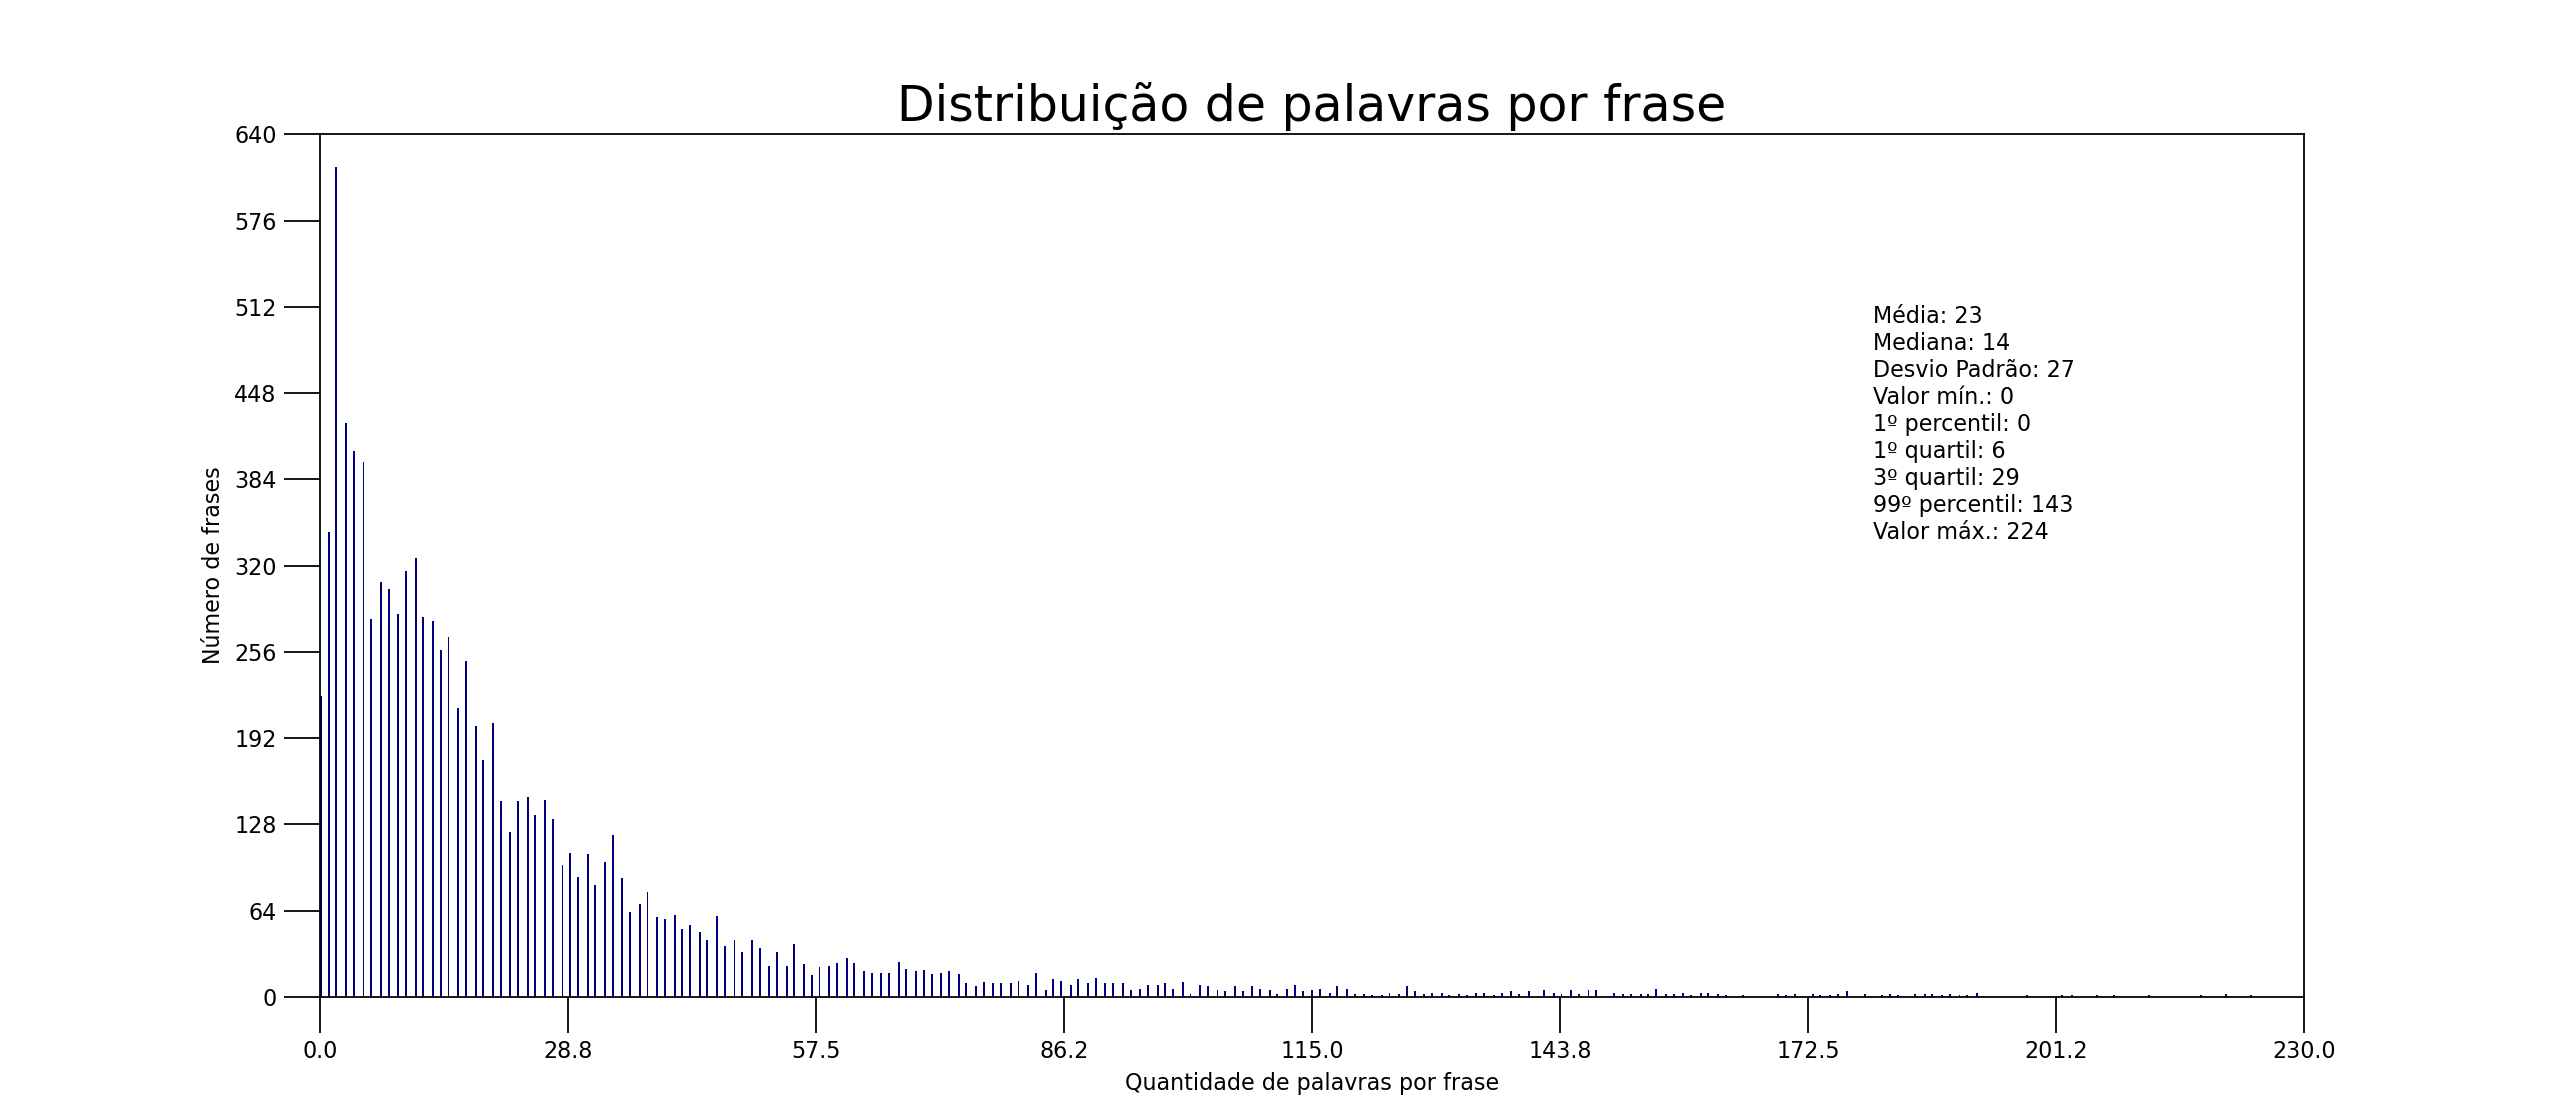 Distribuição de palavras por frase
640
576
512
448
384
320
256
192
128
64
0
Número de frases
Média: 23
Mediana: 14
Desvio Padrão: 27
Valor mín.: 0
1º percentil: 0
1º quartil: 6
3º quartil: 29
99º percentil: 143
Valor máx.: 224
0.0 28.8 57.5 86.2 115.0 143.8 172.5 201.2 230.0
Quantidade de palavras por frase